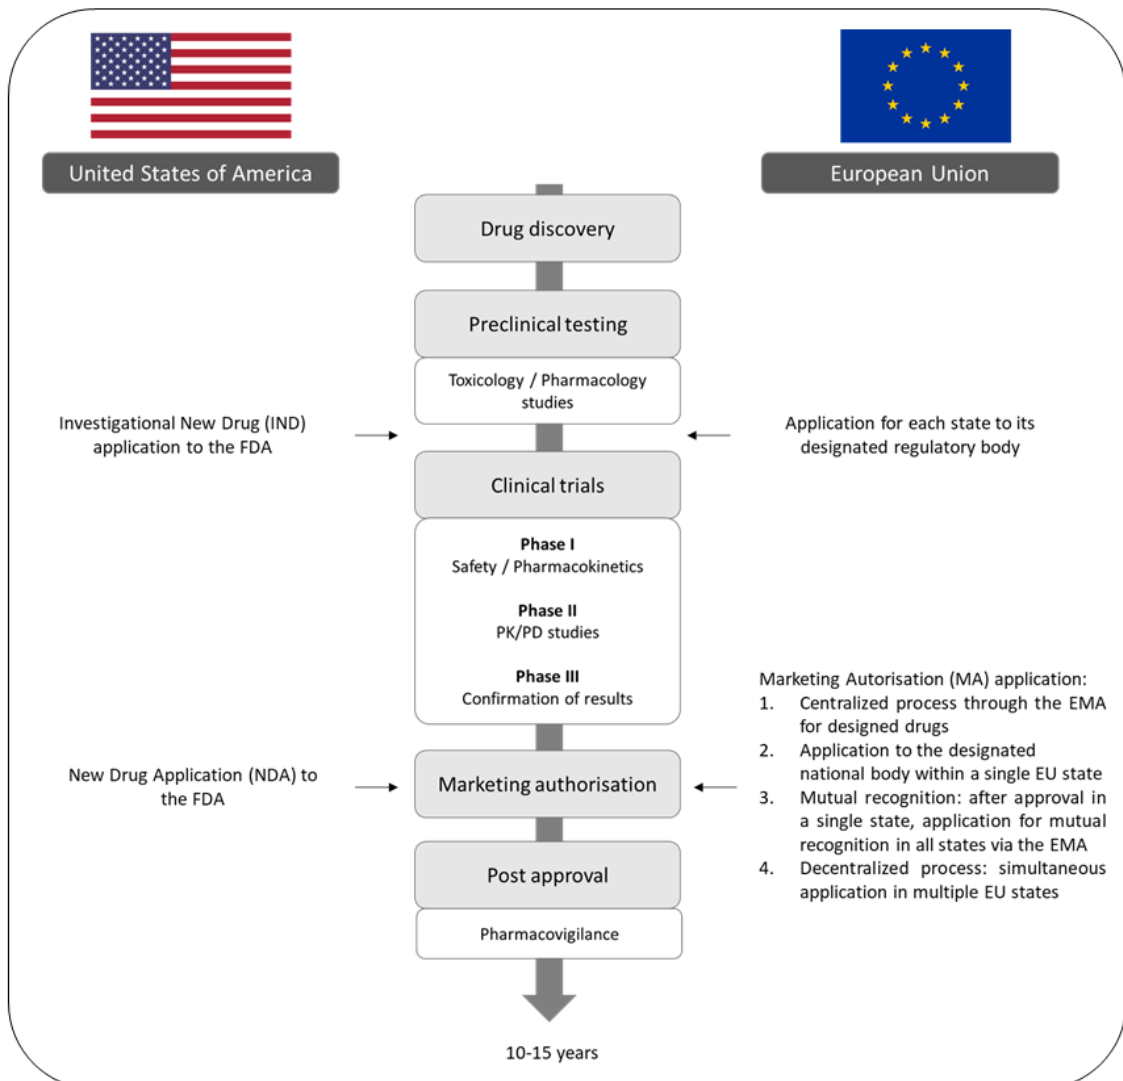 United States of America
European Union
Drug discovery
Preclinical testing
Toxicology / Pharmacology
studies
Investigational New Drug (IND)
application to the FDA
Application for each state to its
designated regulatory body
Clinical trials
Phase I
Safety / Pharmacokinetics
Phase II
PK/PD studies
Phase III
Confirmation of results
New Drug Application (NDA) to
the FDA
Marketing authorisation
Marketing Autorisation (MA) application:
1. Centralized process through the EMA
for designed drugs
2. Application to the designated
national body within a single EU state
3. Mutual recognition: after approval in
a single state, application for mutual
recognition in all states via the EMA
4. Decentralized process: simultaneous
application in multiple EU states
Post approval
Pharmacovigilance
10-15 years